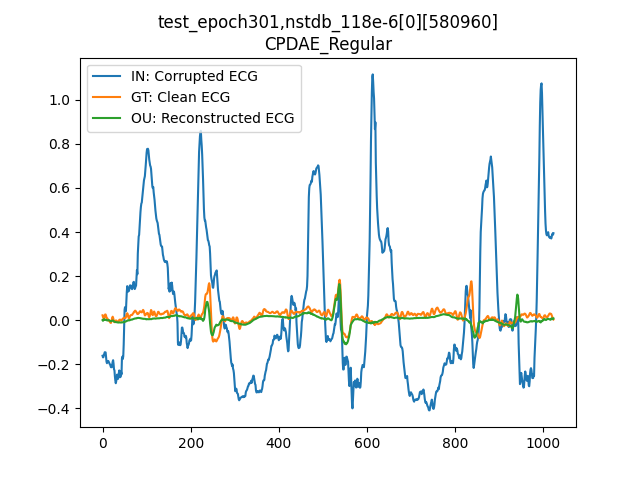 test_epoch301,nstdb_118e-6[0][580960]
CPDAE_Regular
IN: Corrupted ECG
GT: Clean ECG
OU: Reconstructed ECG
1.0
0.8
0.6
0.4
0.2
0.0
−0.2
−0.4
0 200 400 600 800 1000